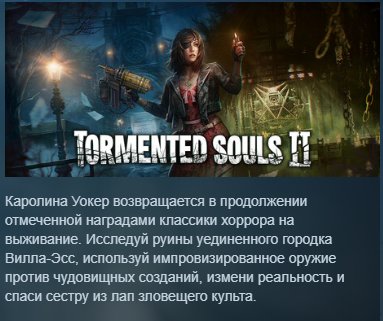 TORMENTED SOULS II
Каролина Уокер возвращается в продолжении
отмеченной наградами классики хоррора на
выживание. Исследуй руины уединенного городка
Вилла-Эсс, используй импровизированное оружие
против чудовищных созданий, измени реальность и
спаси сестру из лап зловещего культа.